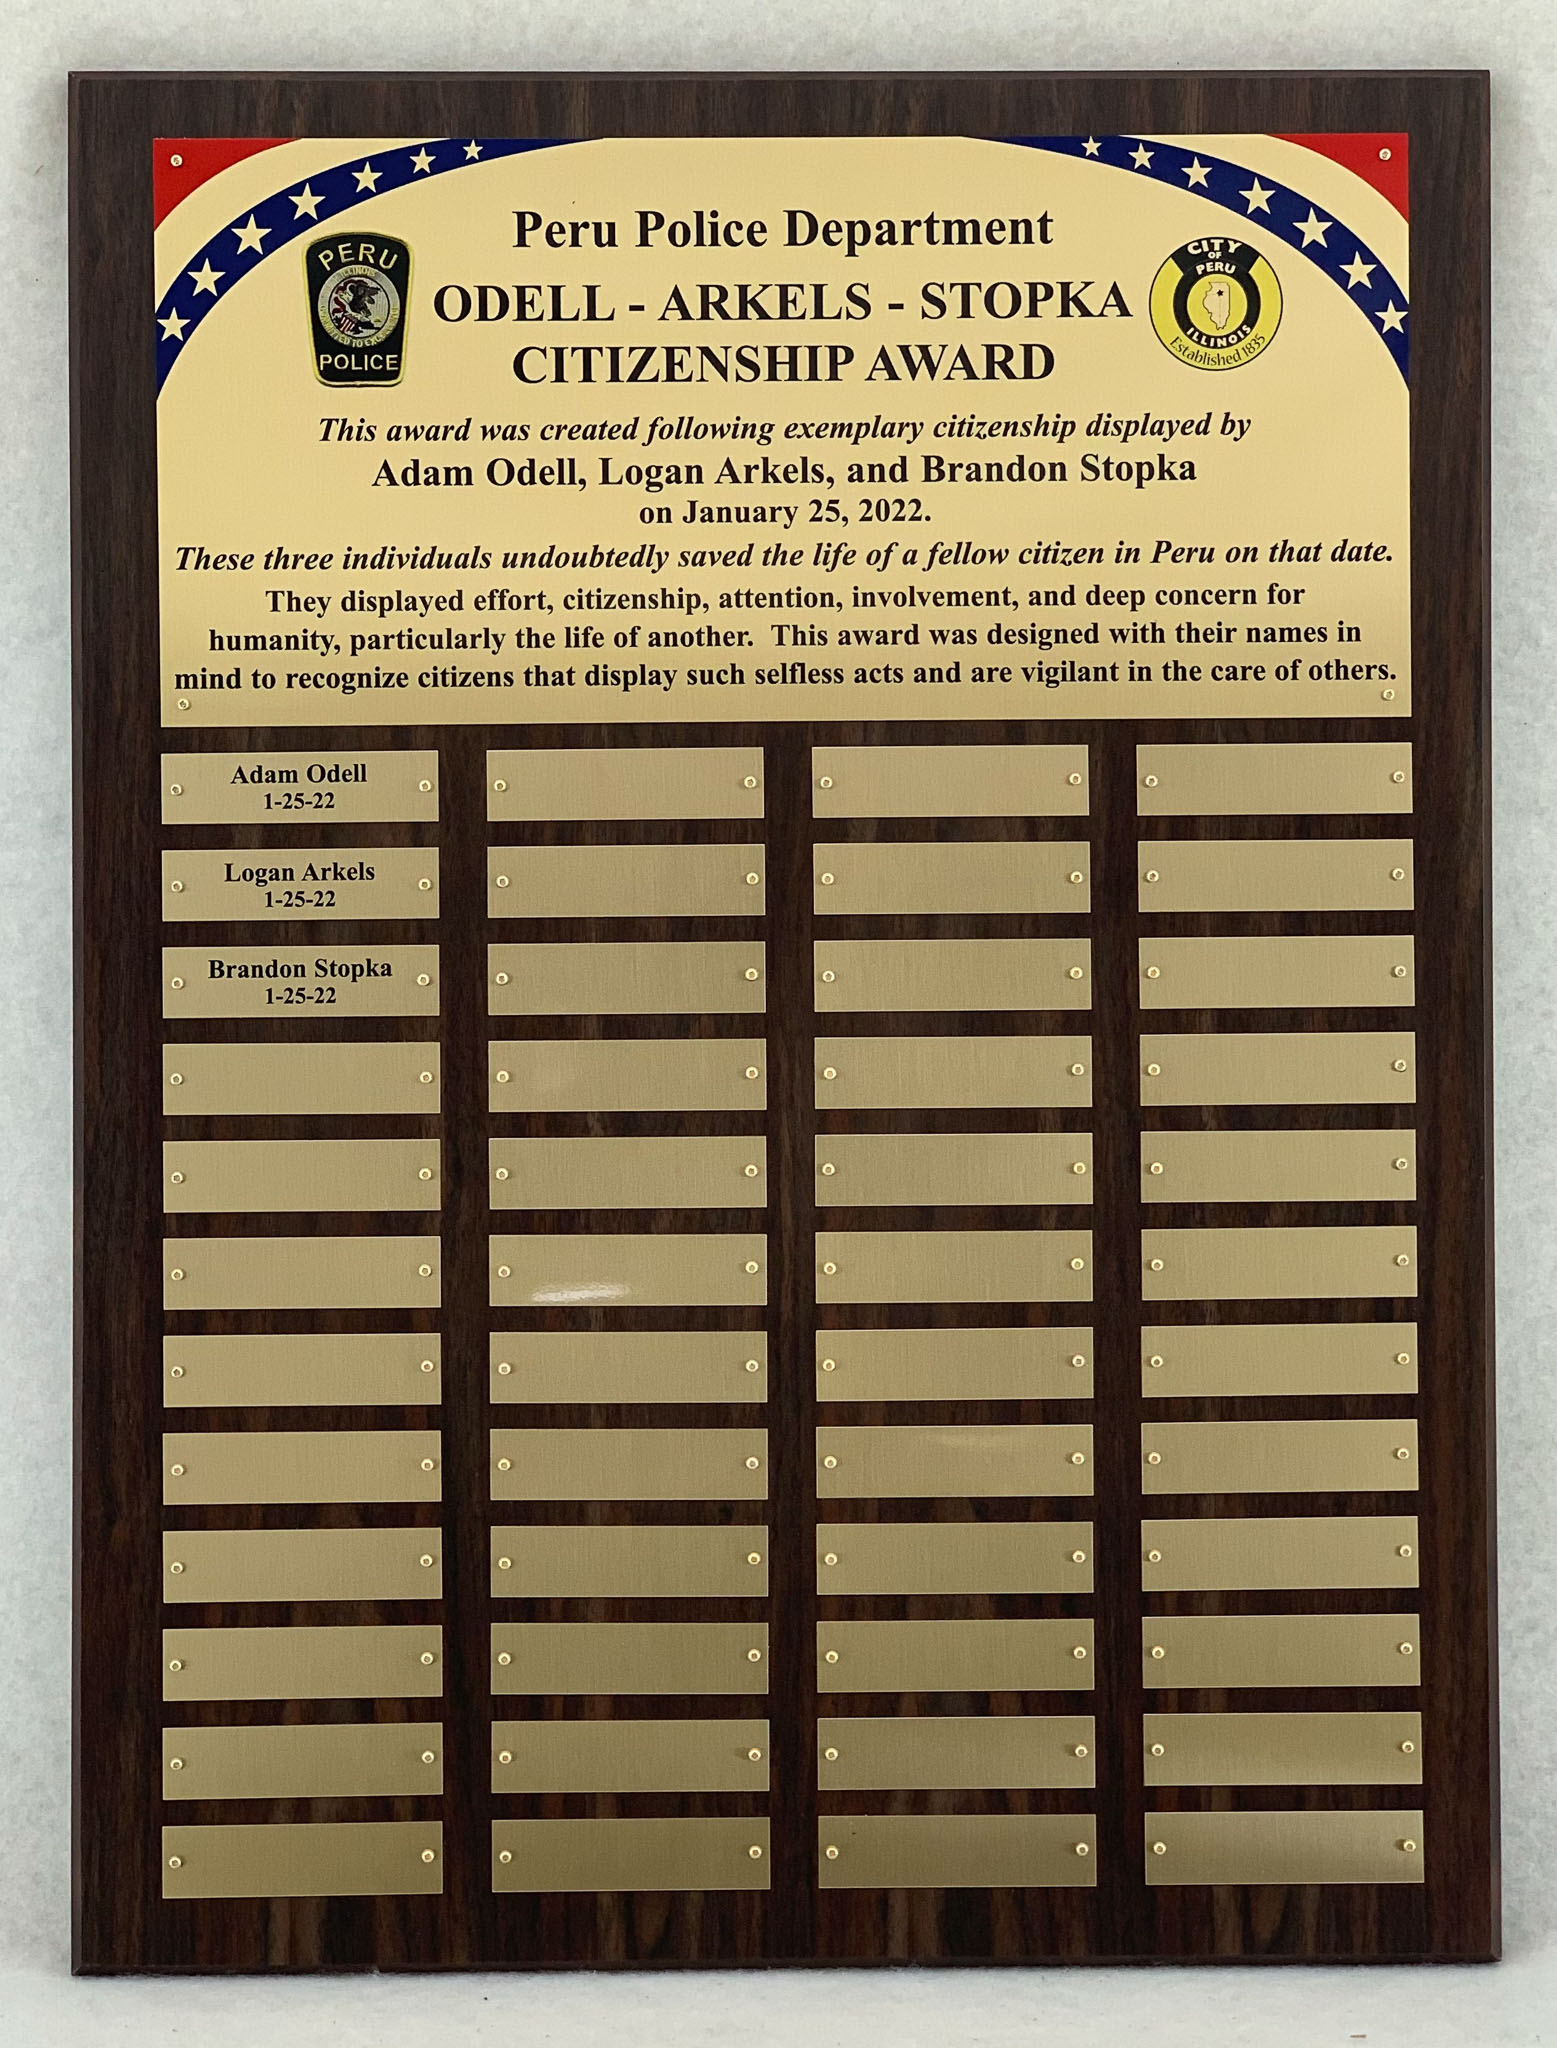 Peru Police Department
ODELL - ARKELS - STOPKA
CITIZENSHIP AWARD
PERU
ILLINOIS
POLICE
CITY
OF
PERU
ILLINOIS
Established 1835
This award was created following exemplary citizenship displayed by
Adam Odell, Logan Arkels, and Brandon Stopka
on January 25, 2022.
These three individuals undoubtedly saved the life of a fellow citizen in Peru on that date.
They displayed effort, citizenship, attention, involvement, and deep concern for
humanity, particularly the life of another. This award was designed with their names in
mind to recognize citizens that display such selfless acts and are vigilant in the care of others.
Adam Odell
1-25-22
Logan Arkels
1-25-22
Brandon Stopka
1-25-22